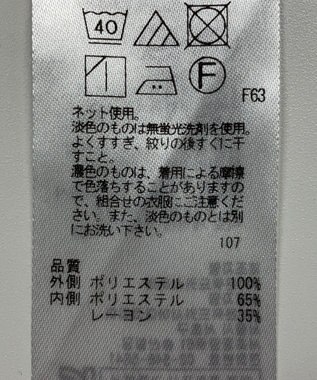 40
F
F63
ネット使用。
淡色のものは無蛍光洗剤を使用。
よくすすぎ、絞りの後すぐに干
すこと。
濃色のものは、着用による摩擦
で色落ちすることがありますの
で、組合せの衣服にご注意くだ
さい。また、淡色のものとは別
にお洗い下さい。
107
品質
外側 ポリエステル 100%
内側 ポリエステル 65%
レーヨン 35%